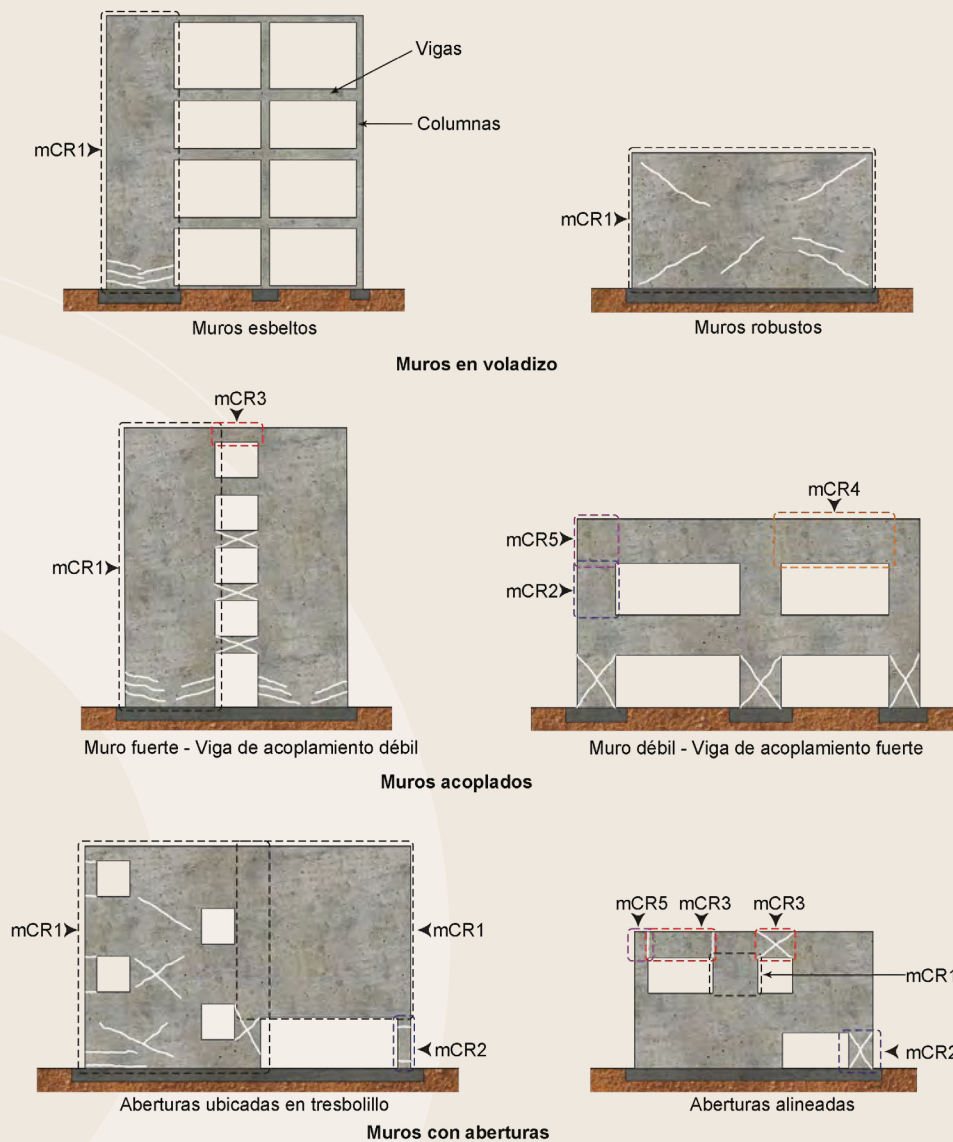 Vigas
Columnas
mCR1
mCR1
Muros esbeltos
Muros robustos
Muros en voladizo
mCR3
mCR1
mCR4
mCR5
mCR2
Muro fuerte - Viga de acoplamiento débil
Muro débil - Viga de acoplamiento fuerte
Muros acoplados
mCR1
mCR1
mCR2
Aberturas ubicadas en tresbolillo
mCR5
mCR3
mCR3
mCR1
mCR2
Aberturas alineadas
Muros con aberturas